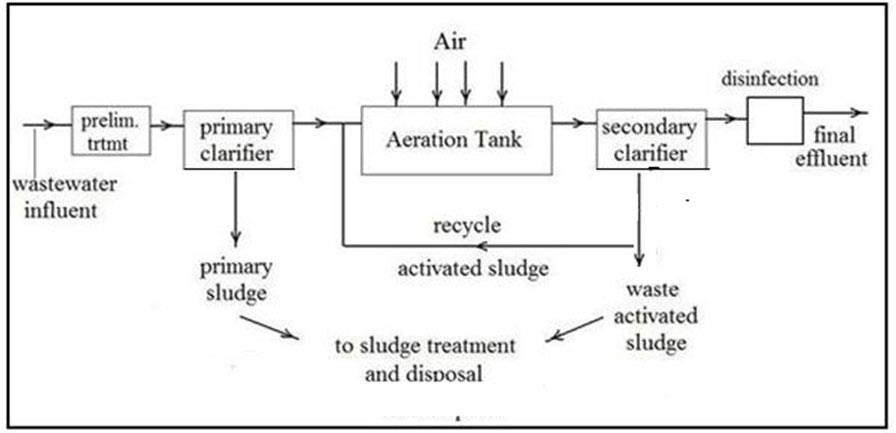 Air
disinfection
prelim.
trtmt
primary
clarifier
Aeration Tank
secondary
clarifier
final
effluent
wastewater
influent
recycle
activated sludge
primary
sludge
waste
activated
sludge
to sludge treatment
and disposal